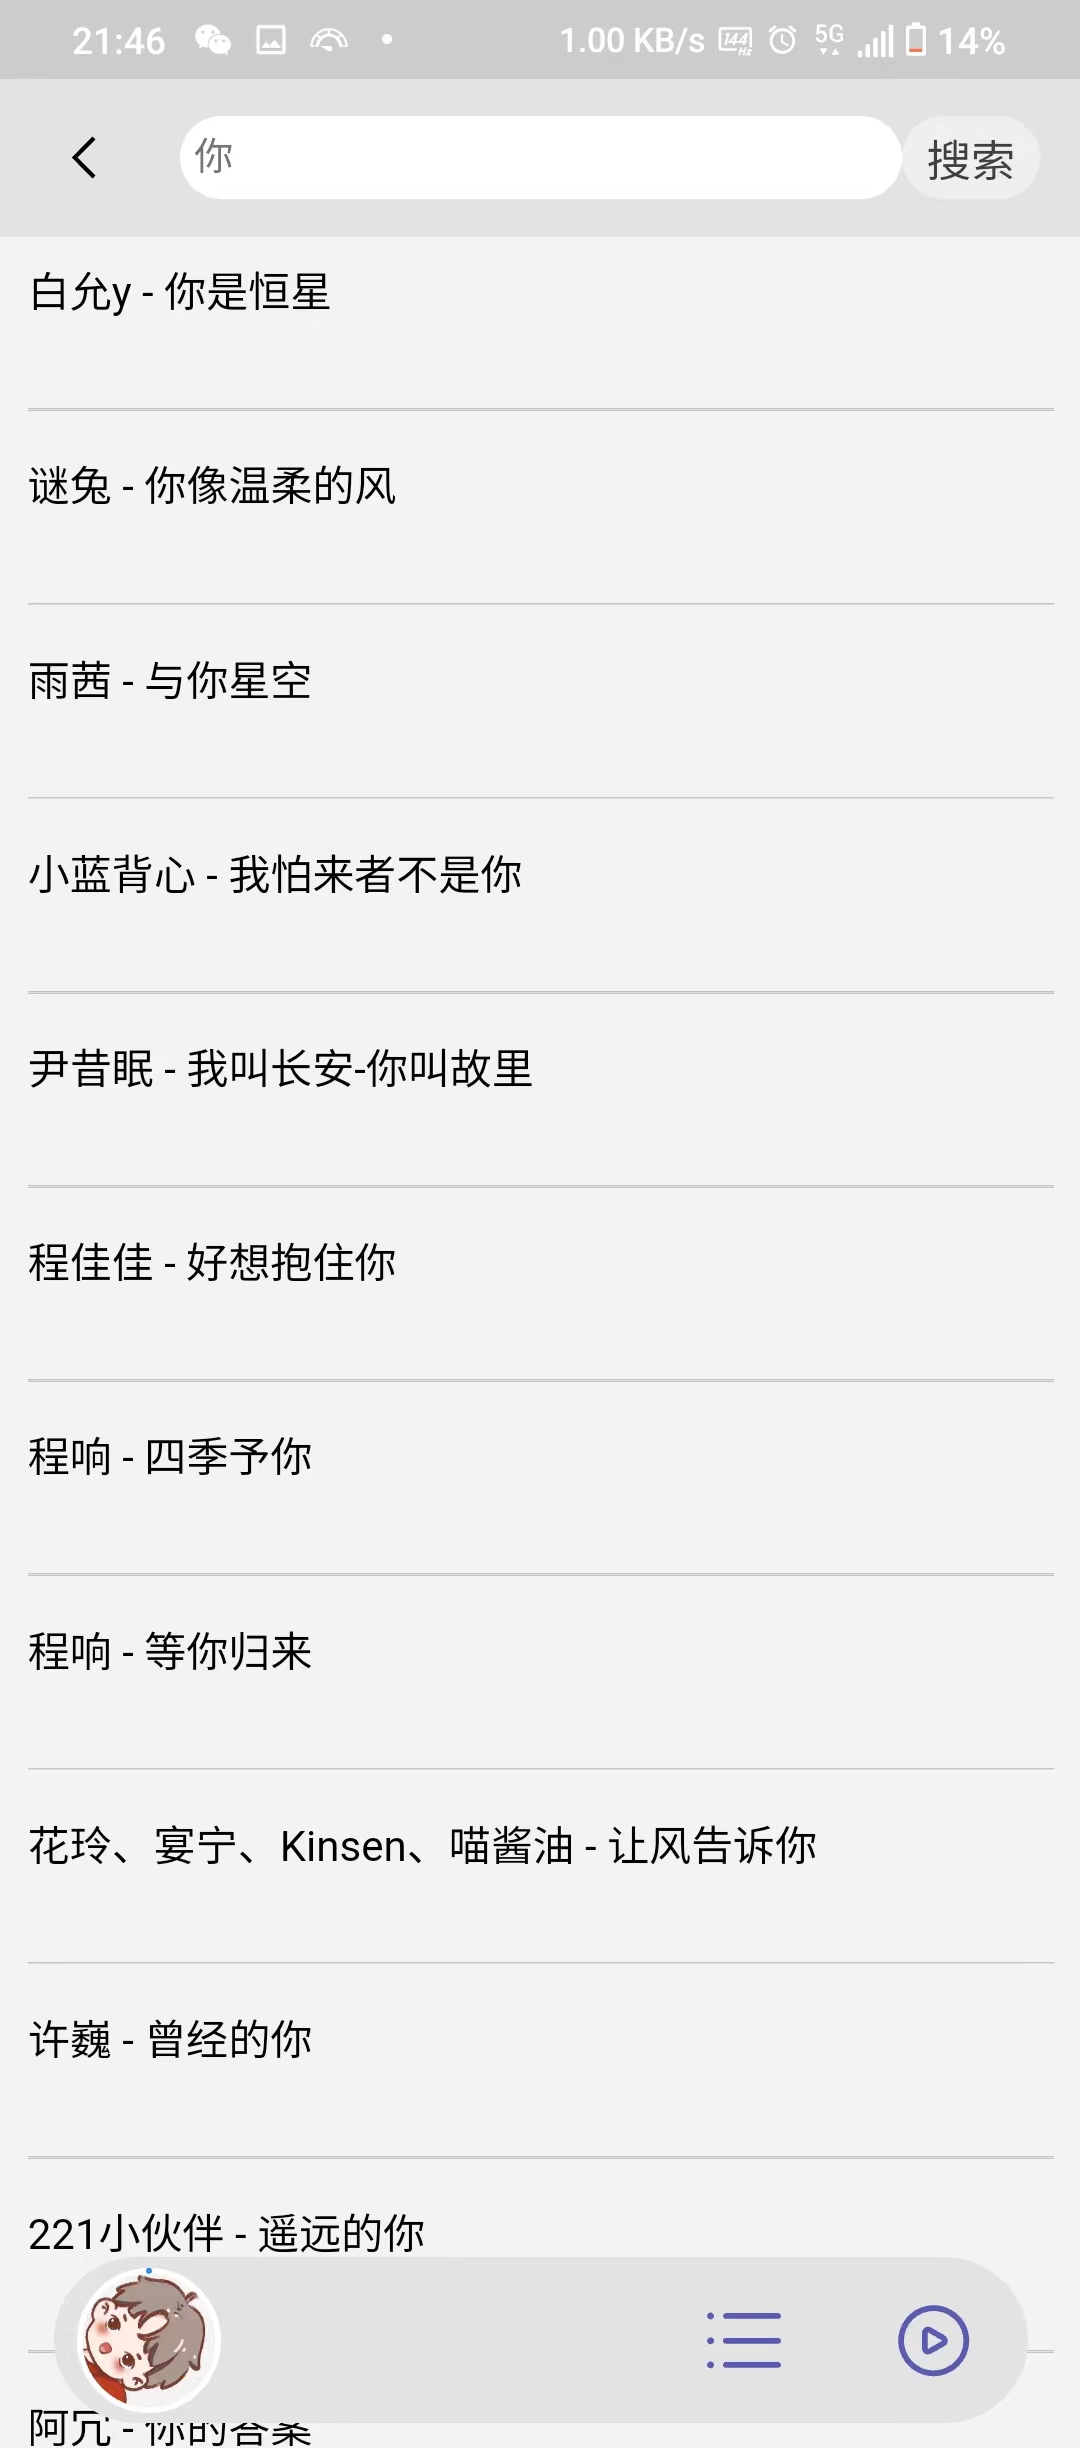 21:46 1.00 KB/s 144Hz 5G 14%
你 搜索
白允y - 你是恒星
谜兔 - 你像温柔的风
雨茜 - 与你星空
小蓝背心 - 我怕来者不是你
尹昔眠 - 我叫长安-你叫故里
程佳佳 - 好想抱住你
程响 - 四季予你
程响 - 等你归来
花玲、宴宁、Kinsen、喵酱油 - 让风告诉你
许巍 - 曾经的你
221小伙伴 - 遥远的你
阿冗 - 你的答案